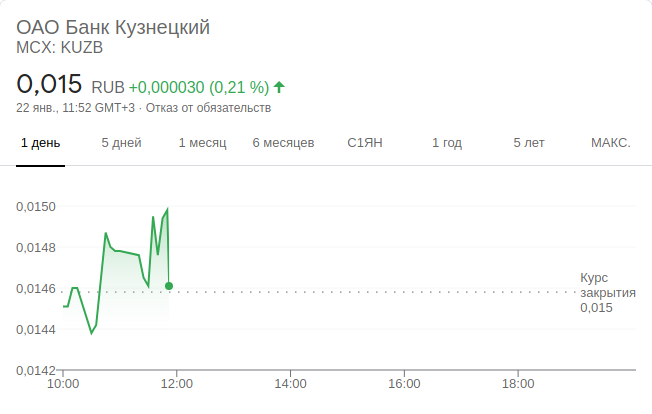 ОАО Банк Кузнецкий
MCX: KUZB
0,015 RUB +0,000030 (0,21 %)
22 янв., 11:52 GMT+3 · Отказ от обязательств
1 день 5 дней 1 месяц 6 месяцев С1ЯН 1 год 5 лет МАКС.
0,0150
0,0148
0,0146
0,0144
0,0142
Курс
закрытия
0,015
10:00 12:00 14:00 16:00 18:00